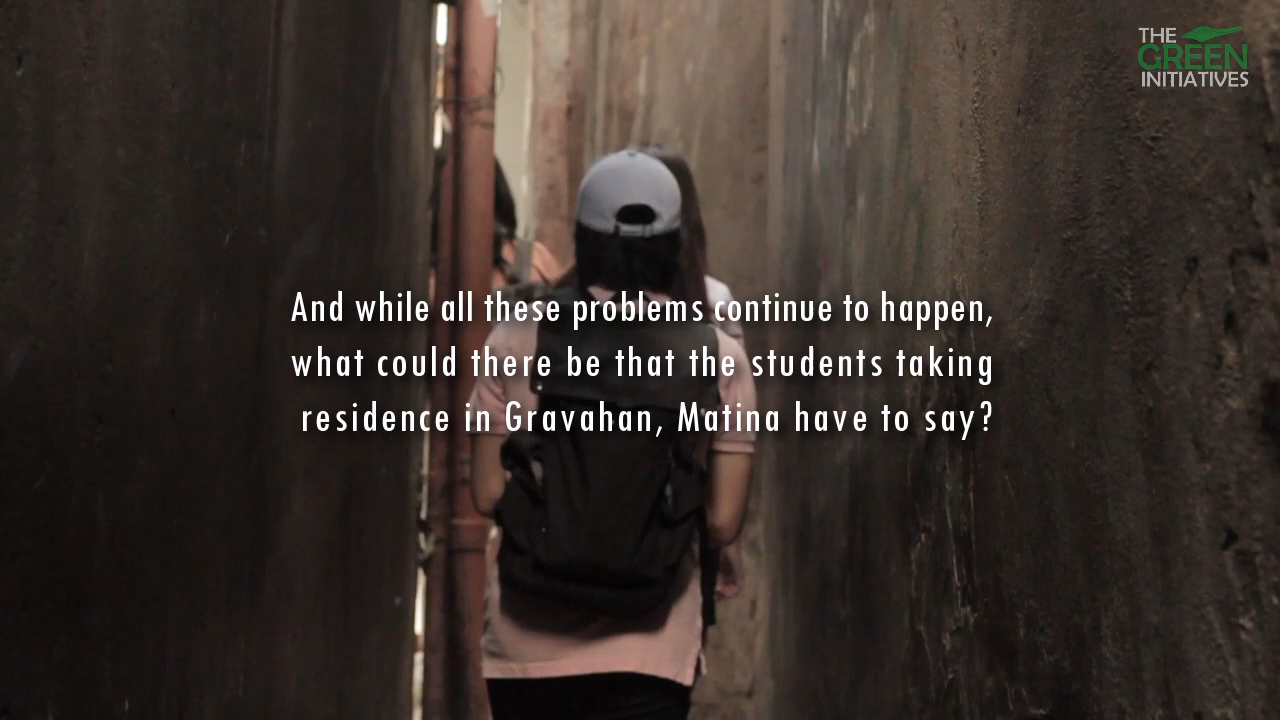 THE
GREEN
INITIATIVES
And while all these problems continue to happen,
what could there be that the students taking
residence in Gravahan, Matina have to say?